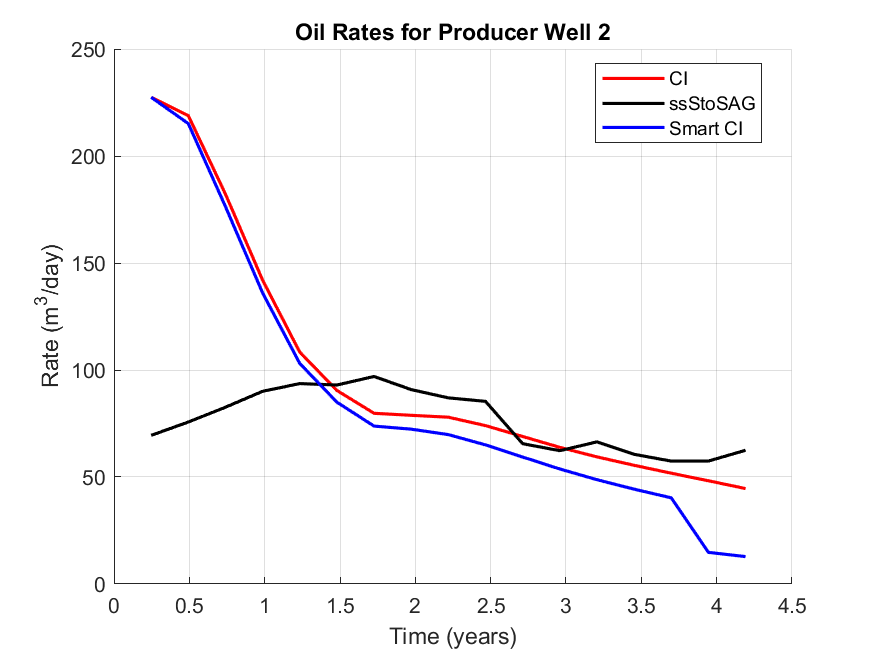 Oil Rates for Producer Well 2
250
200
150
100
50
0
Rate (m³/day)
CI
ssStoSAG
Smart CI
0 0.5 1 1.5 2 2.5 3 3.5 4 4.5
Time (years)